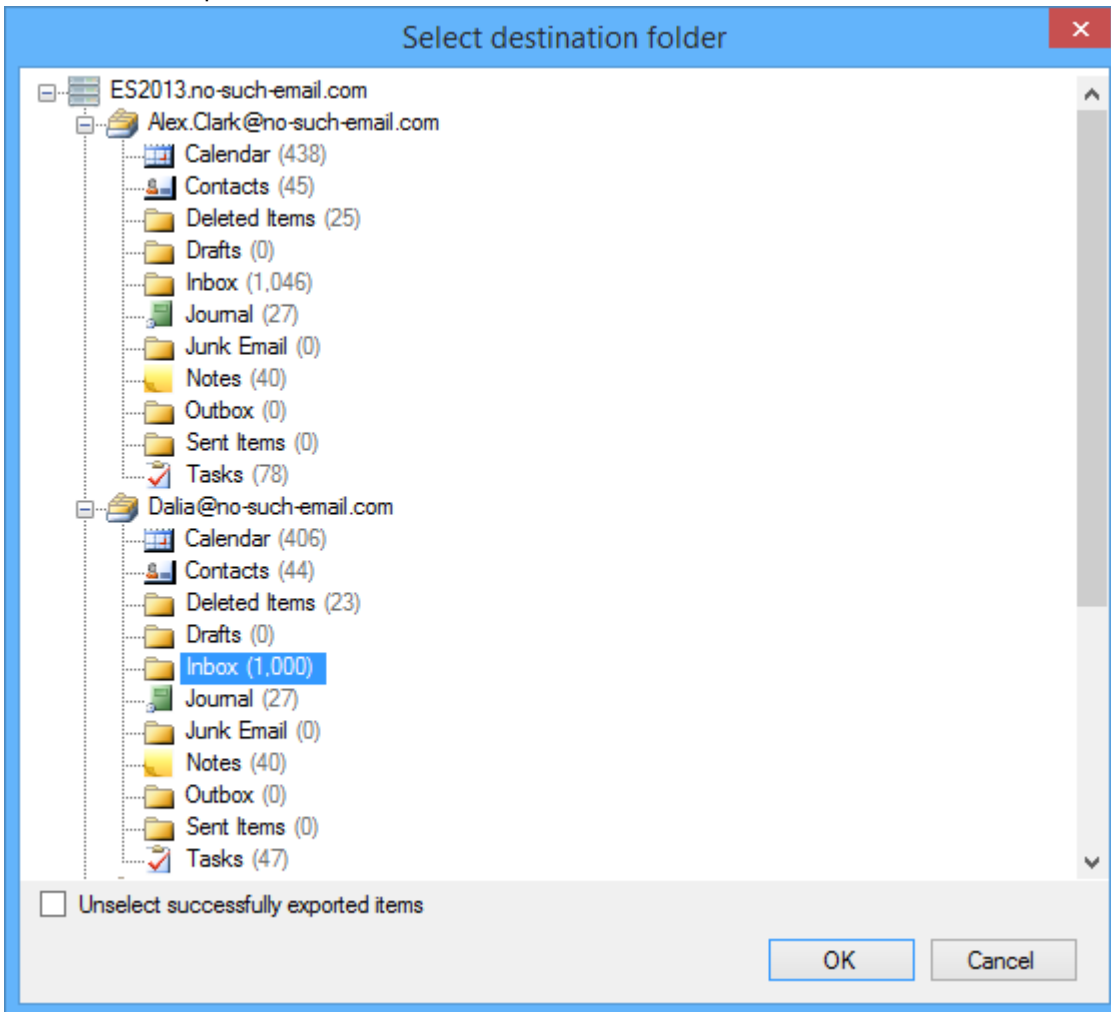 Select destination folder
ES2013.no-such-email.com
Alex.Clark@no-such-email.com
Calendar (438)
Contacts (45)
Deleted Items (25)
Drafts (0)
Inbox (1,046)
Journal (27)
Junk Email (0)
Notes (40)
Outbox (0)
Sent Items (0)
Tasks (78)
Dalia@no-such-email.com
Calendar (406)
Contacts (44)
Deleted Items (23)
Drafts (0)
Inbox (1,000)
Journal (27)
Junk Email (0)
Notes (40)
Outbox (0)
Sent Items (0)
Tasks (47)
Unselect successfully exported items
OK Cancel